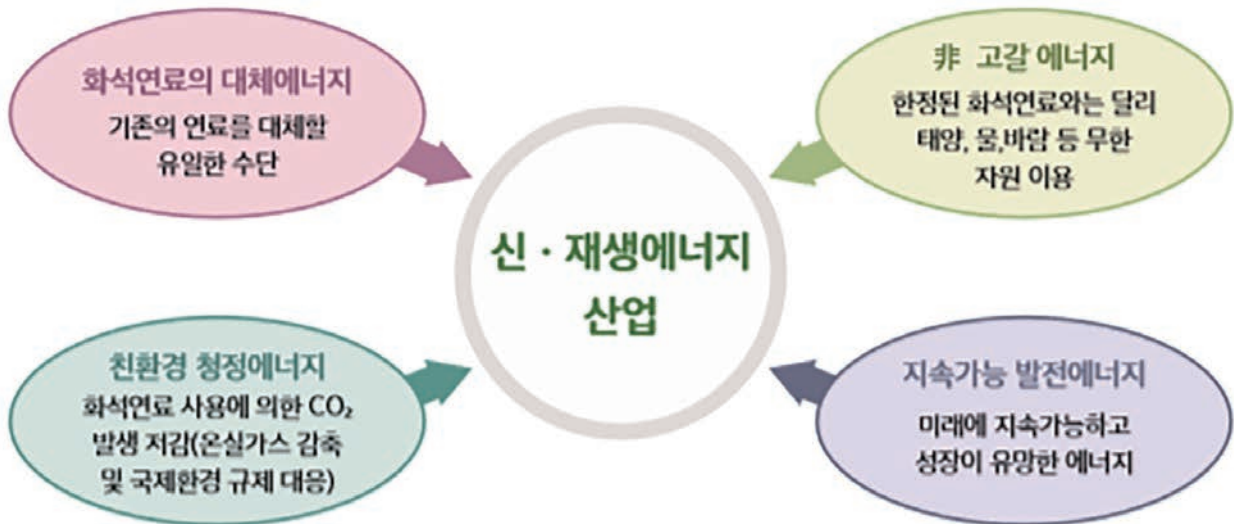 화석연료의 대체에너지
기존의 연료를 대체할
유일한 수단
非 고갈 에너지
한정된 화석연료와는 달리
태양, 물,바람 등 무한
자원 이용
신 · 재생에너지
산업
친환경 청정에너지
화석연료 사용에 의한 CO₂
발생 저감(온실가스 감축
및 국제환경 규제 대응)
지속가능 발전에너지
미래에 지속가능하고
성장이 유망한 에너지